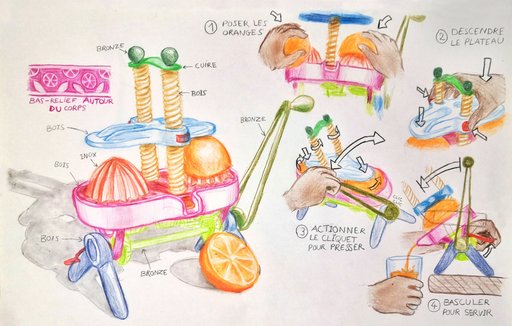 BRONZE
CUIRE
BOIS
BAS-RELIEF AUTOUR
DU CORPS
BOIS
INOX
BOIS
BOIS
BRONZE
BRONZE
1 POSER LES
ORANGES
2 DESCENDRE
LE PLATEAU
3 ACTIONNER
LE CLIQUET
POUR PRESSER
4 BASCULER
POUR SERVIR